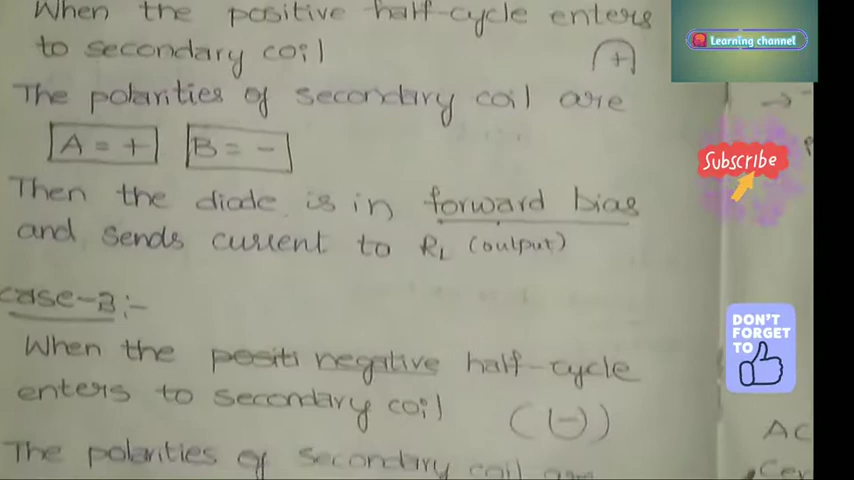 When the positive half-cycle enters
to secondary coil
(+)
The polarities of secondary coil are
A = +   B = -
Then the diode is in forward bias
and sends current to RL (output)
case-B:-
When the positi negative half-cycle
enters to secondary coil (-)
The polarities of secondary coil are
Learning channel
Subscribe
DON'T
FORGET
TO
AC